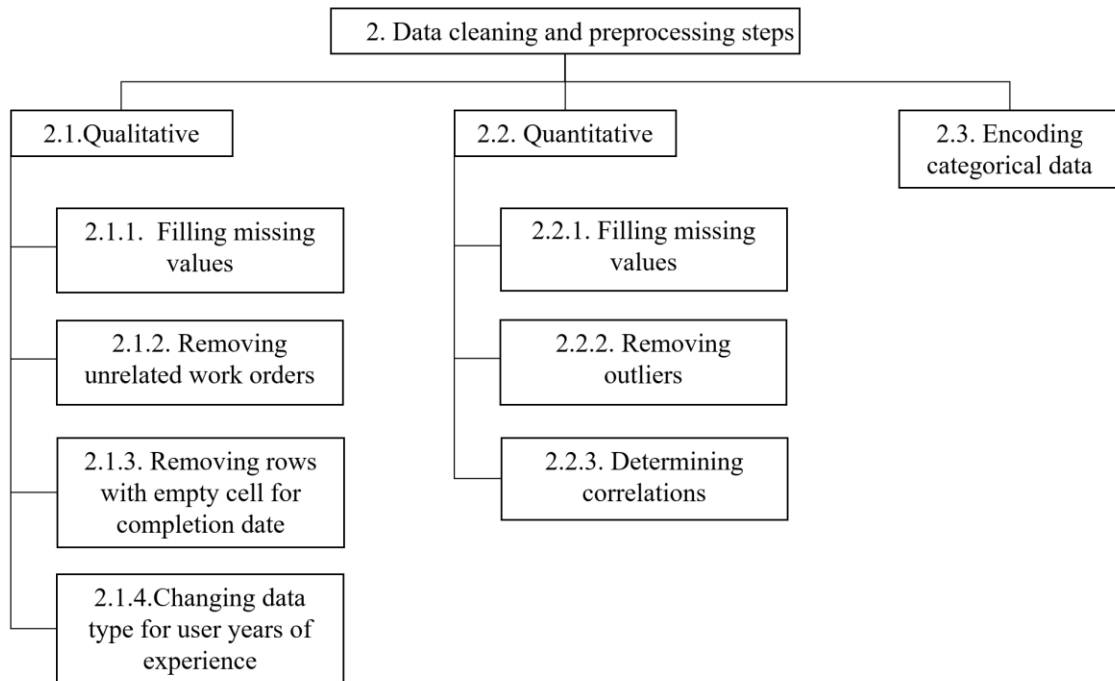 2. Data cleaning and preprocessing steps
2.1.Qualitative
2.1.1.  Filling missing
values
2.1.2. Removing
unrelated work orders
2.1.3. Removing rows
with empty cell for
completion date
2.1.4.Changing data
type for user years of
experience
2.2. Quantitative
2.2.1. Filling missing
values
2.2.2. Removing
outliers
2.2.3. Determining
correlations
2.3. Encoding
categorical data